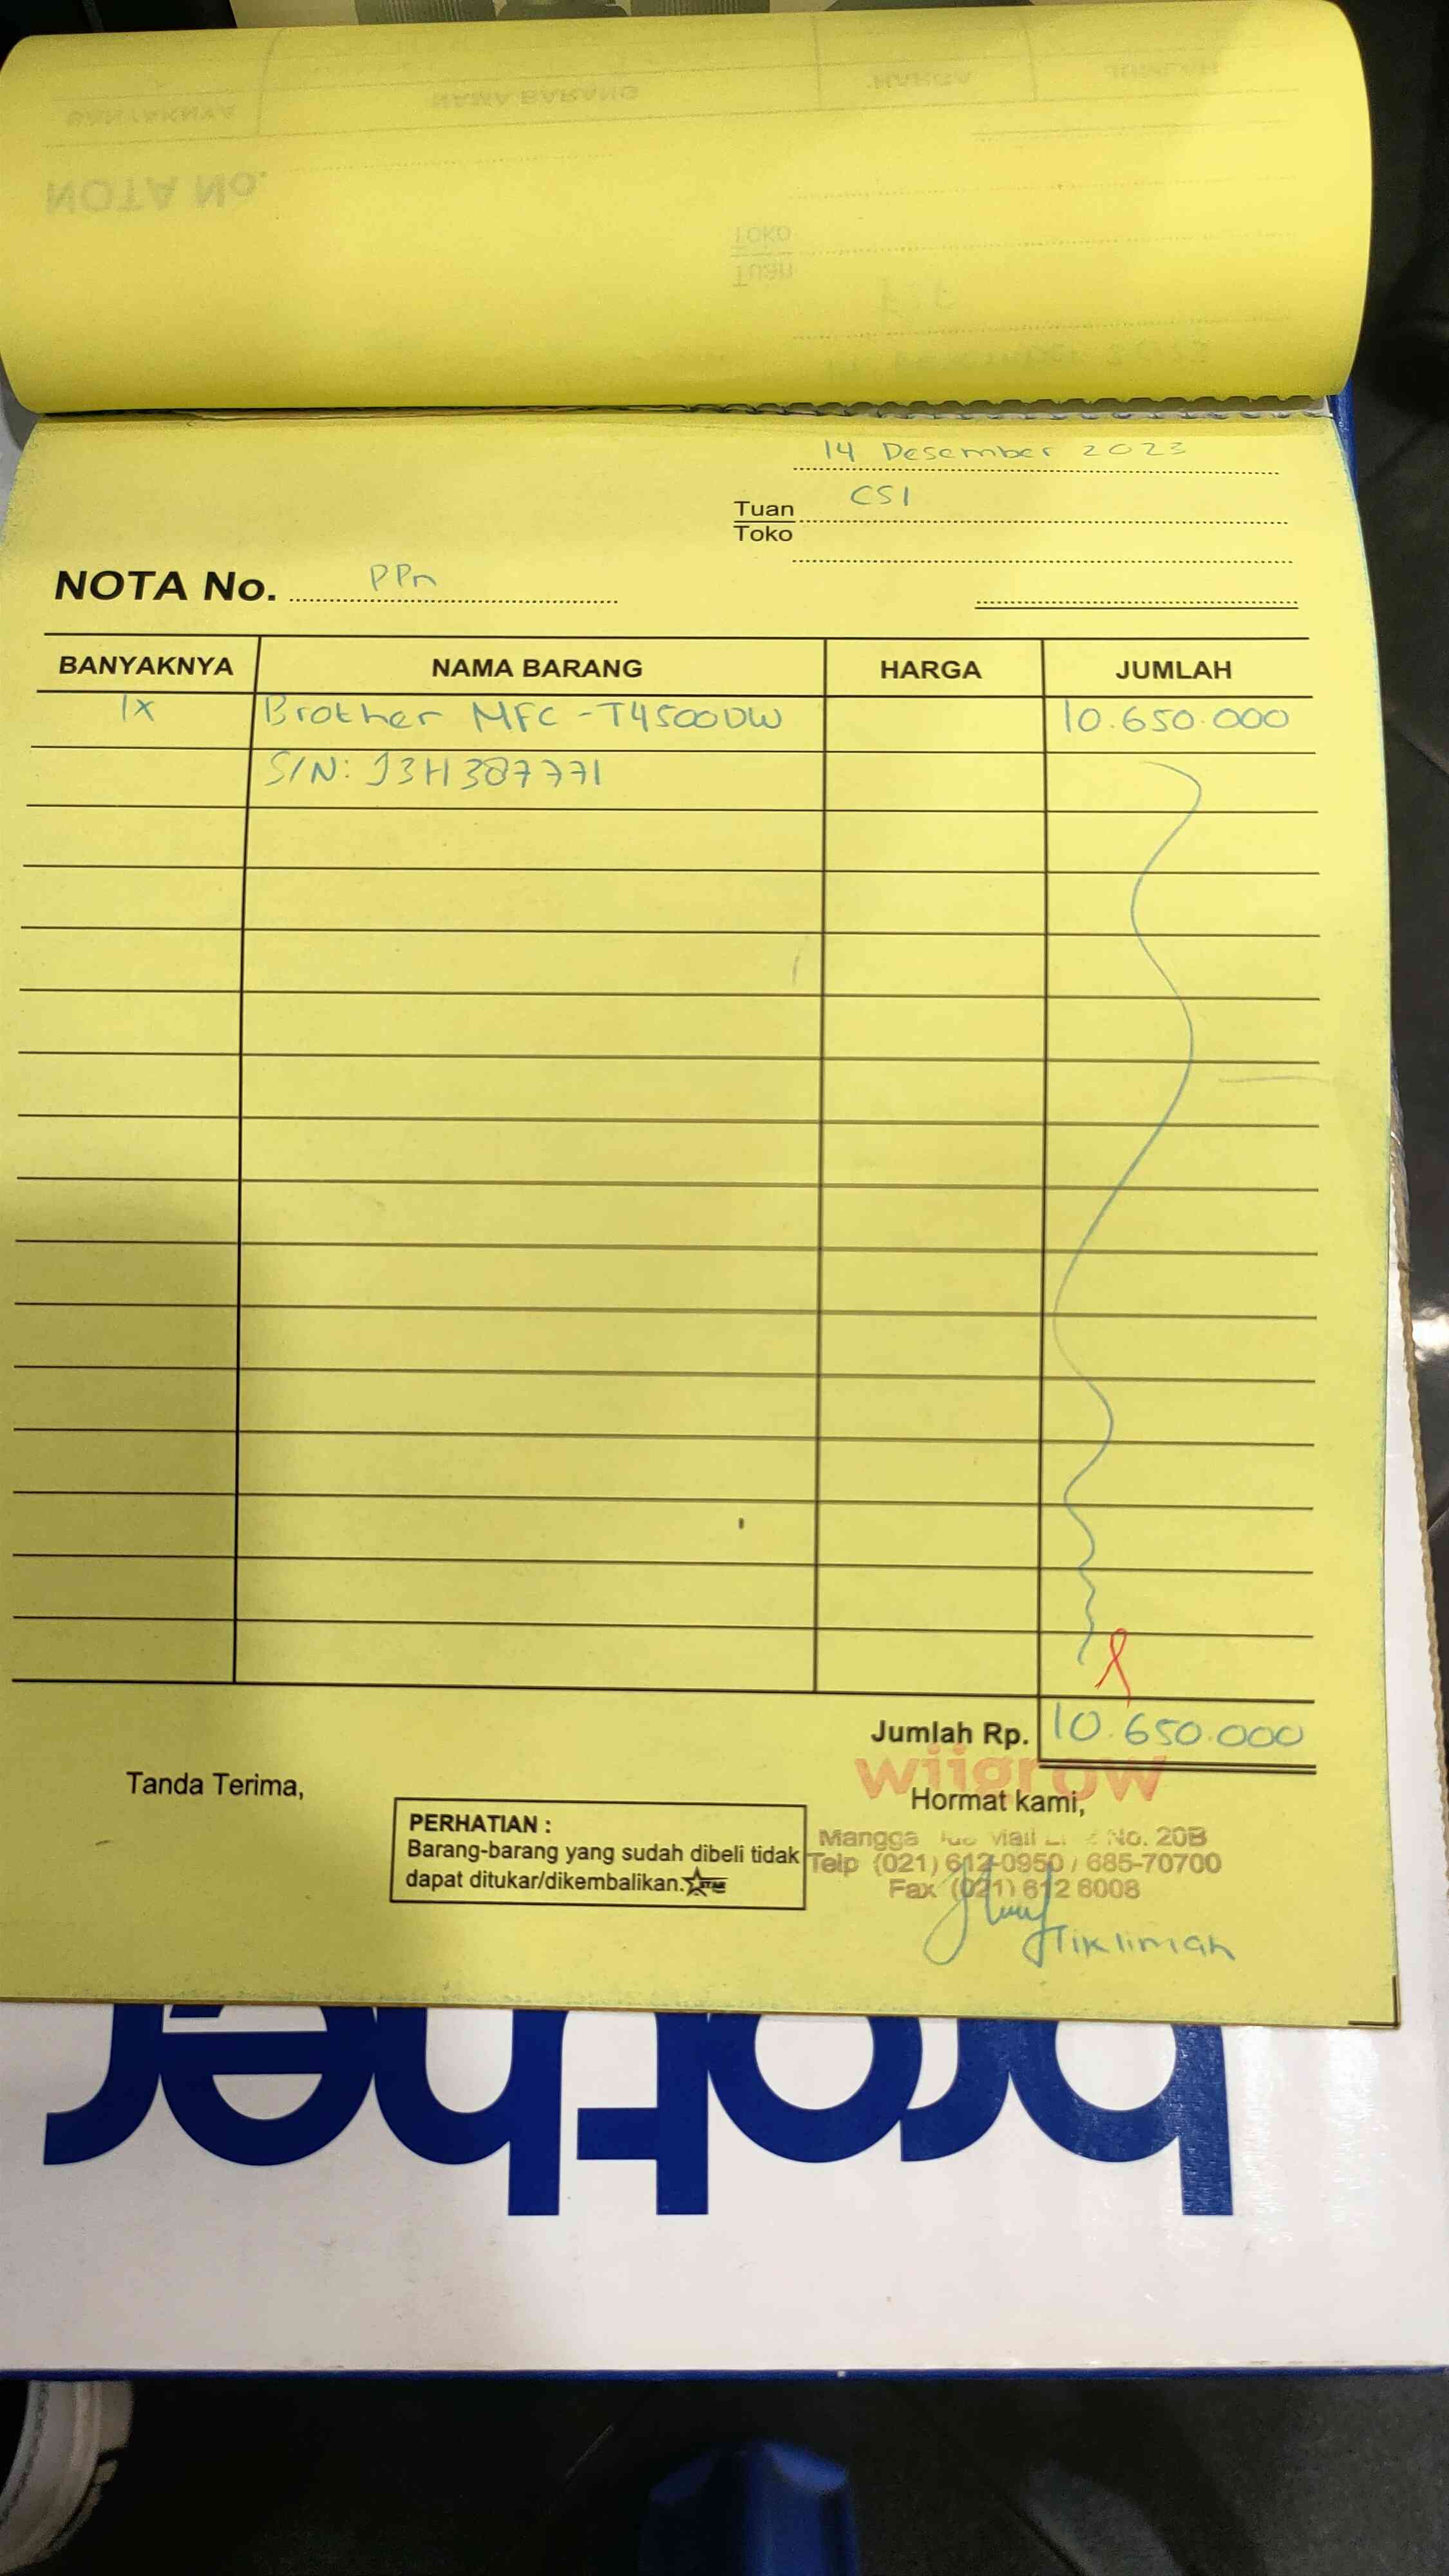 14 Desember 2023
Tuan CSI
Toko
NOTA No. PPn
BANYAKNYA NAMA BARANG HARGA JUMLAH
1x Brother MFC-T4500DW 10.650.000
S/N: J3H387771
Jumlah Rp. 10.650.000
wiigrow
Tanda Terima,
Hormat kami,
PERHATIAN :
Barang-barang yang sudah dibeli tidak
dapat ditukar/dikembalikan.
Mangga No. 20B
Telp (021) 612-0950 / 685-70700
Fax (021) 612 6008
brother